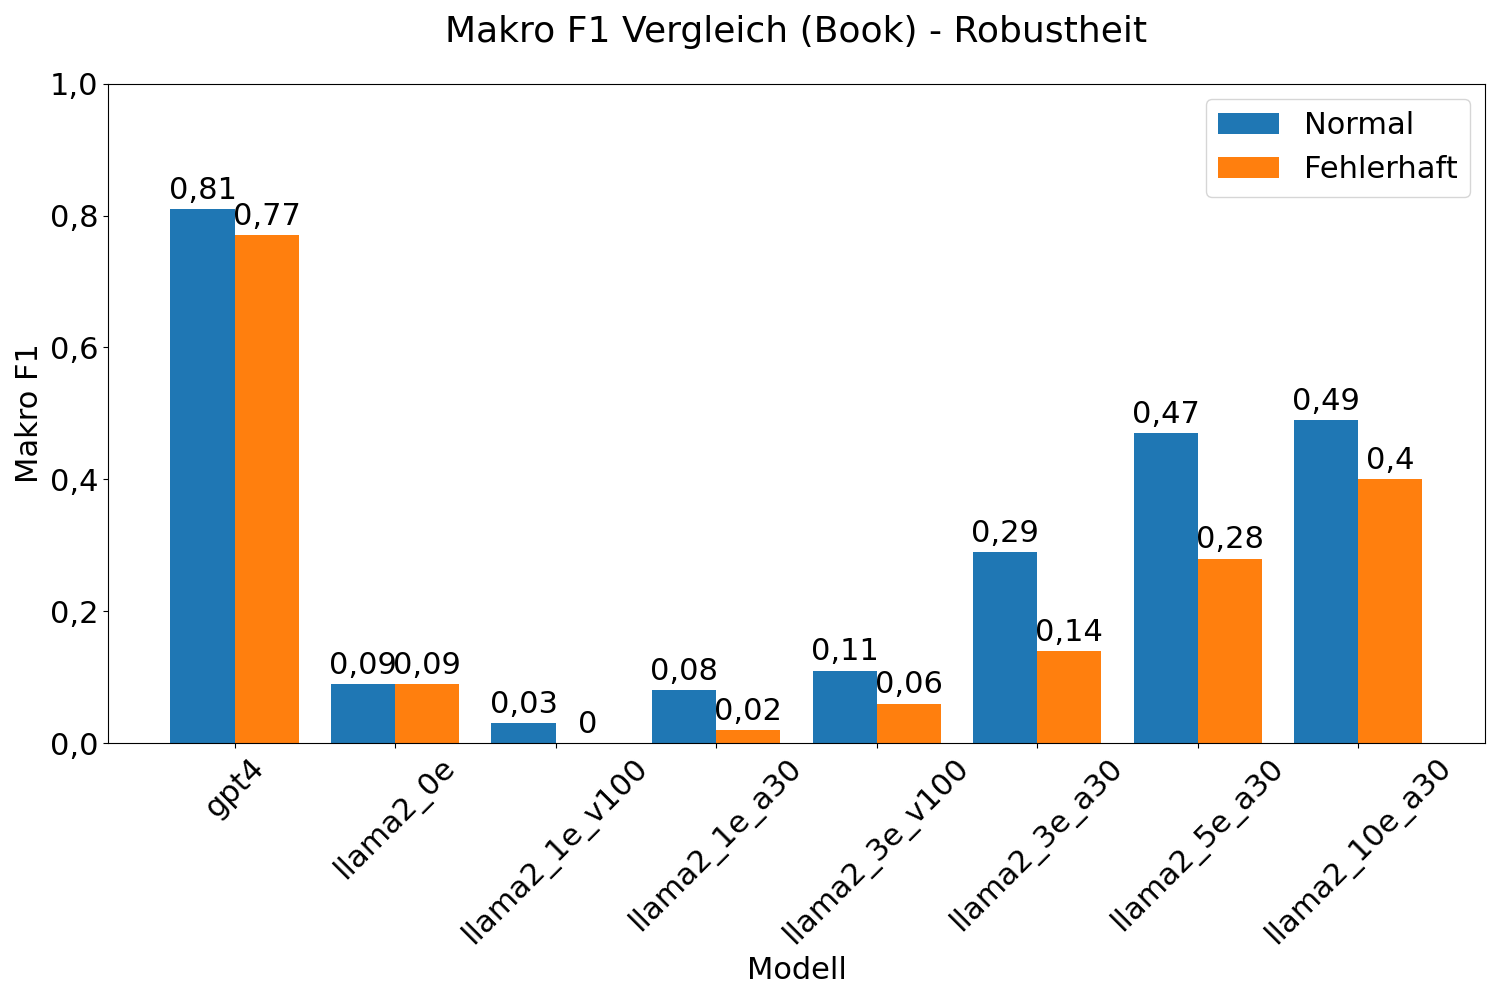 Makro F1 Vergleich (Book) - Robustheit
Normal
Fehlerhaft
Makro F1
1,0
0,8
0,6
0,4
0,2
0,0
0,81
0,77
0,09
0,09
0,03
0
0,08
0,02
0,11
0,06
0,29
0,14
0,47
0,28
0,49
0,4
gpt4
llama2_0e
llama2_1e_v100
llama2_1e_a30
llama2_3e_v100
llama2_3e_a30
llama2_5e_a30
llama2_10e_a30
Modell